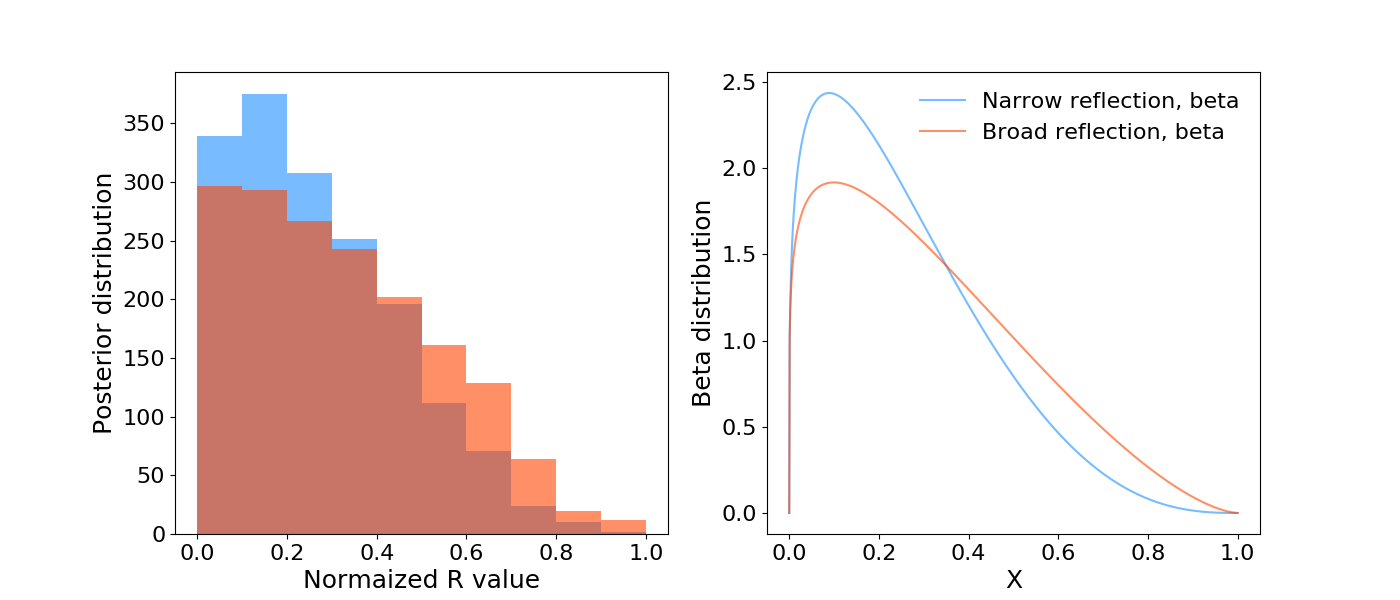 Posterior distribution
350
300
250
200
150
100
50
0
0.0 0.2 0.4 0.6 0.8 1.0
Normaized R value
Beta distribution
2.5
2.0
1.5
1.0
0.5
0.0
Narrow reflection, beta
Broad reflection, beta
0.0 0.2 0.4 0.6 0.8 1.0
X